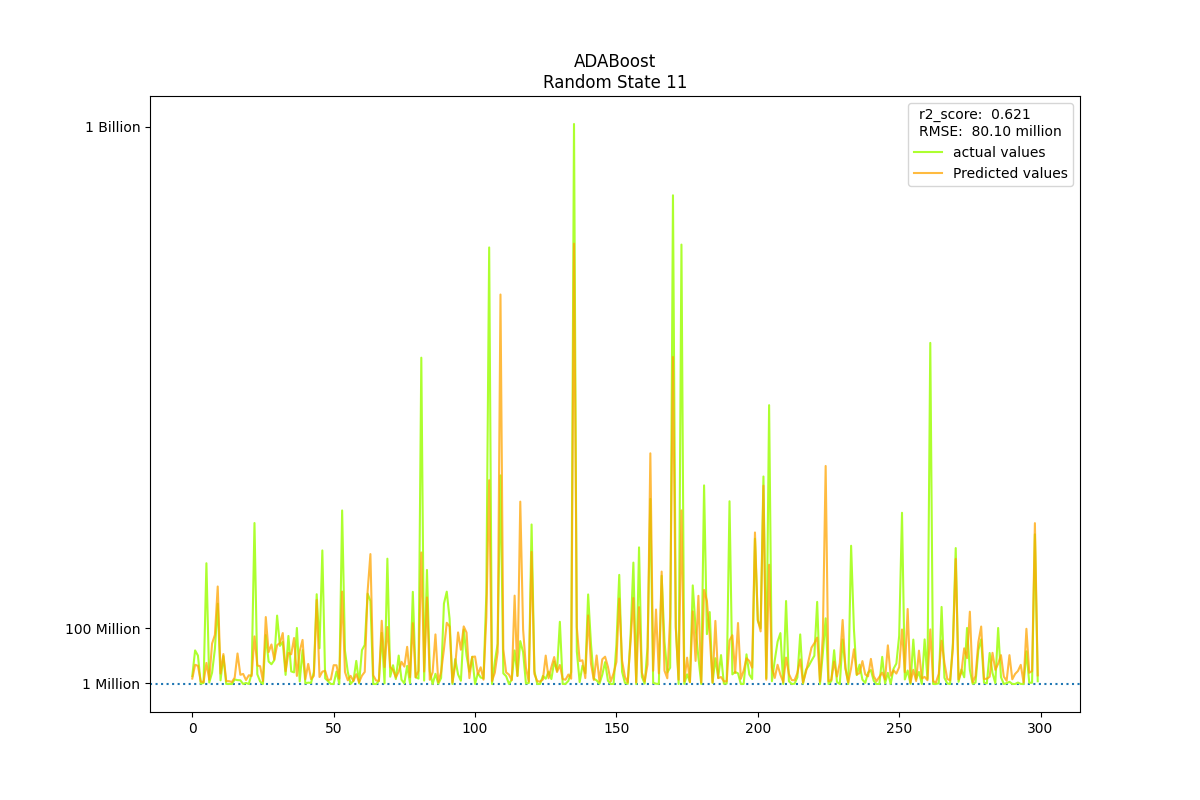 ADABoost
Random State 11
r2_score:  0.621
RMSE:  80.10 million
actual values
Predicted values
1 Billion
100 Million
1 Million
0 50 100 150 200 250 300